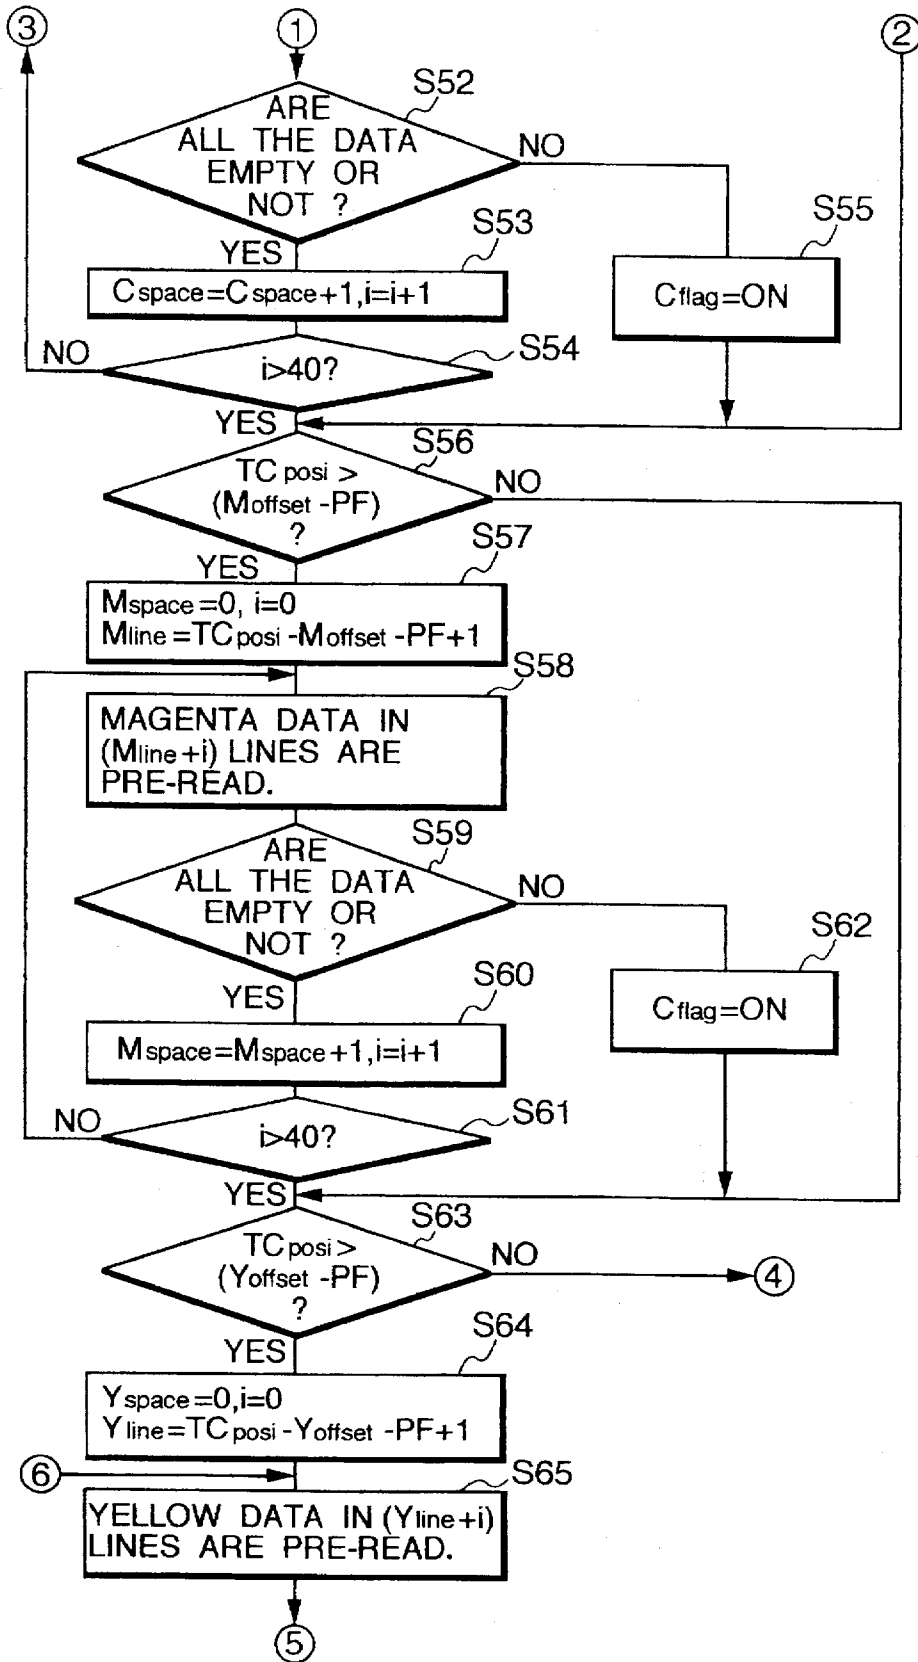 ③
①
②
S52
ARE
ALL THE DATA
EMPTY OR
NOT ?
NO
YES
S53
Cspace=Cspace+1,i=i+1
S55
Cflag=ON
S54
i>40?
NO
YES
S56
TCposi >
(Moffset -PF)
?
NO
YES
S57
Mspace=0, i=0
Mline=TCposi-Moffset-PF+1
S58
MAGENTA DATA IN
(Mline+i) LINES ARE
PRE-READ.
S59
ARE
ALL THE DATA
EMPTY OR
NOT ?
NO
YES
S60
Mspace=Mspace+1,i=i+1
S62
Cflag=ON
S61
i>40?
NO
YES
S63
TCposi >
(Yoffset -PF)
?
NO
④
YES
S64
Yspace=0,i=0
Yline=TCposi-Yoffset -PF+1
⑥
S65
YELLOW DATA IN (Yline+i)
LINES ARE PRE-READ.
⑤